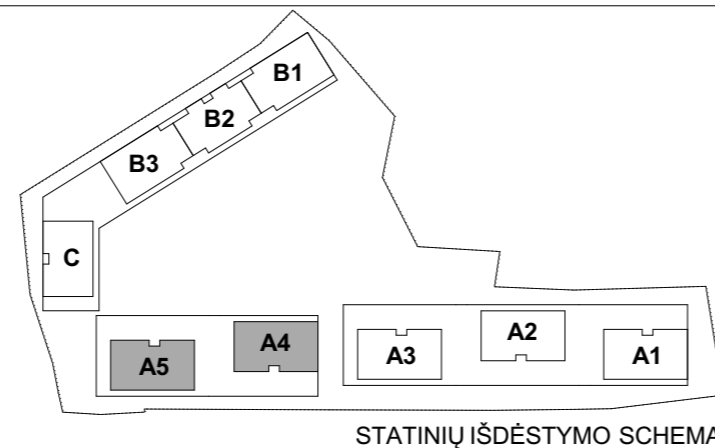 B1
B2
B3
C
A2
A4
A3
A1
A5
STATINIŲ IŠDĖSTYMO SCHEMA